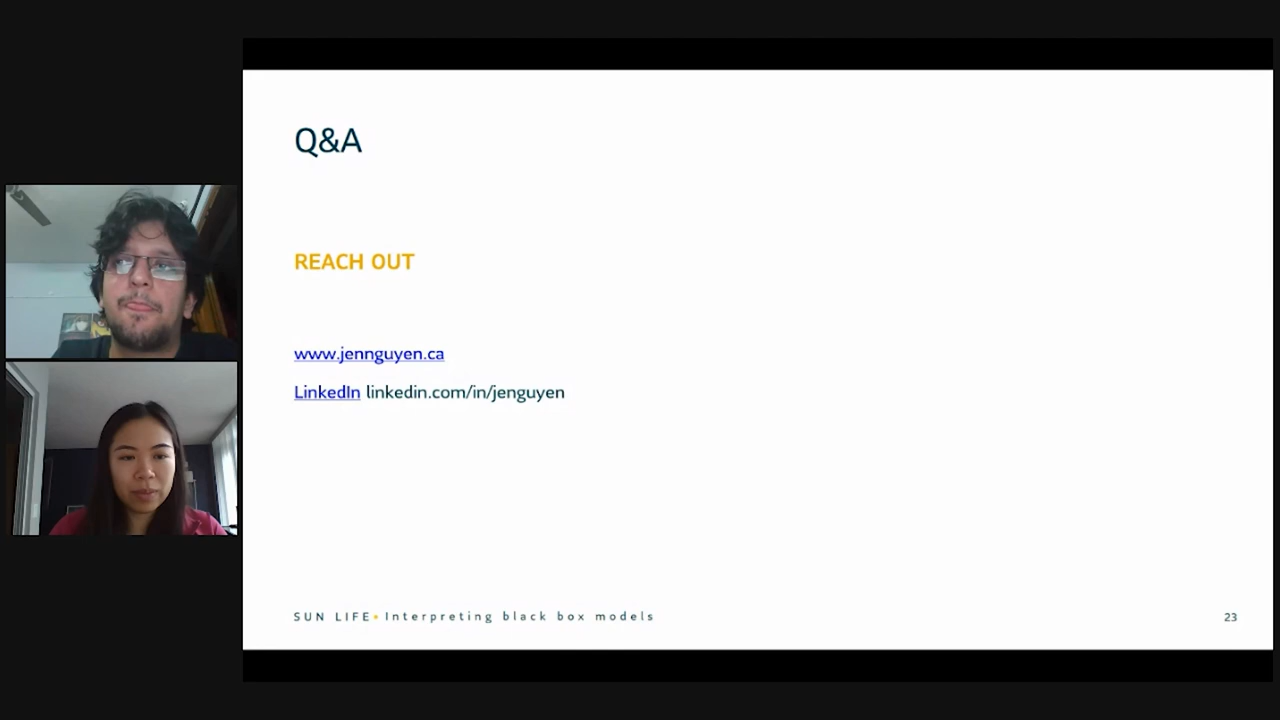 Q&A
REACH OUT
www.jennguyen.ca
LinkedIn linkedin.com/in/jenguyen
SUN LIFE • Interpreting black box models
23